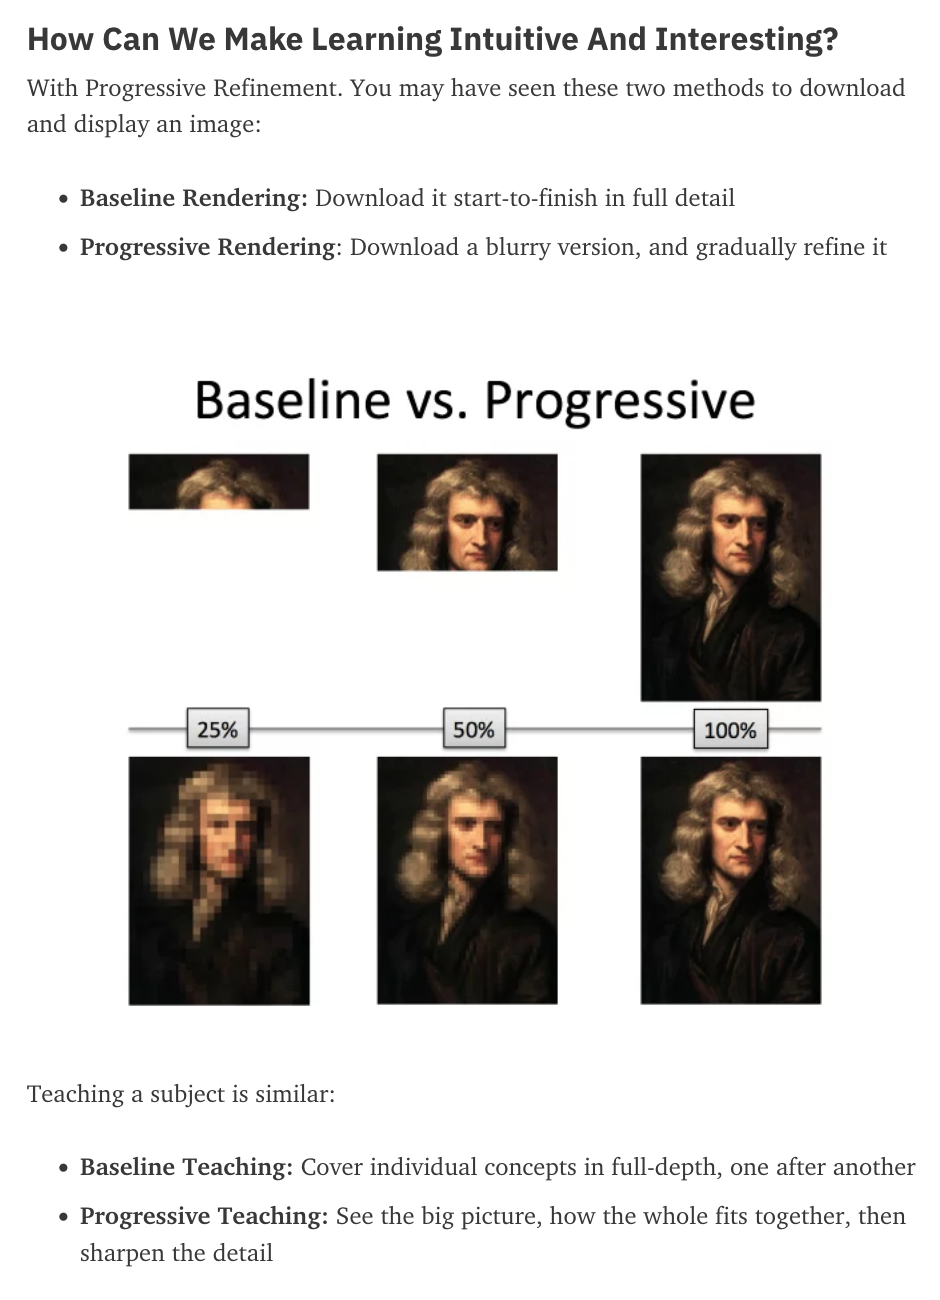 How Can We Make Learning Intuitive And Interesting?
With Progressive Refinement. You may have seen these two methods to download
and display an image:
• Baseline Rendering: Download it start-to-finish in full detail
• Progressive Rendering: Download a blurry version, and gradually refine it
Baseline vs. Progressive
25% 50% 100%
Teaching a subject is similar:
• Baseline Teaching: Cover individual concepts in full-depth, one after another
• Progressive Teaching: See the big picture, how the whole fits together, then
sharpen the detail